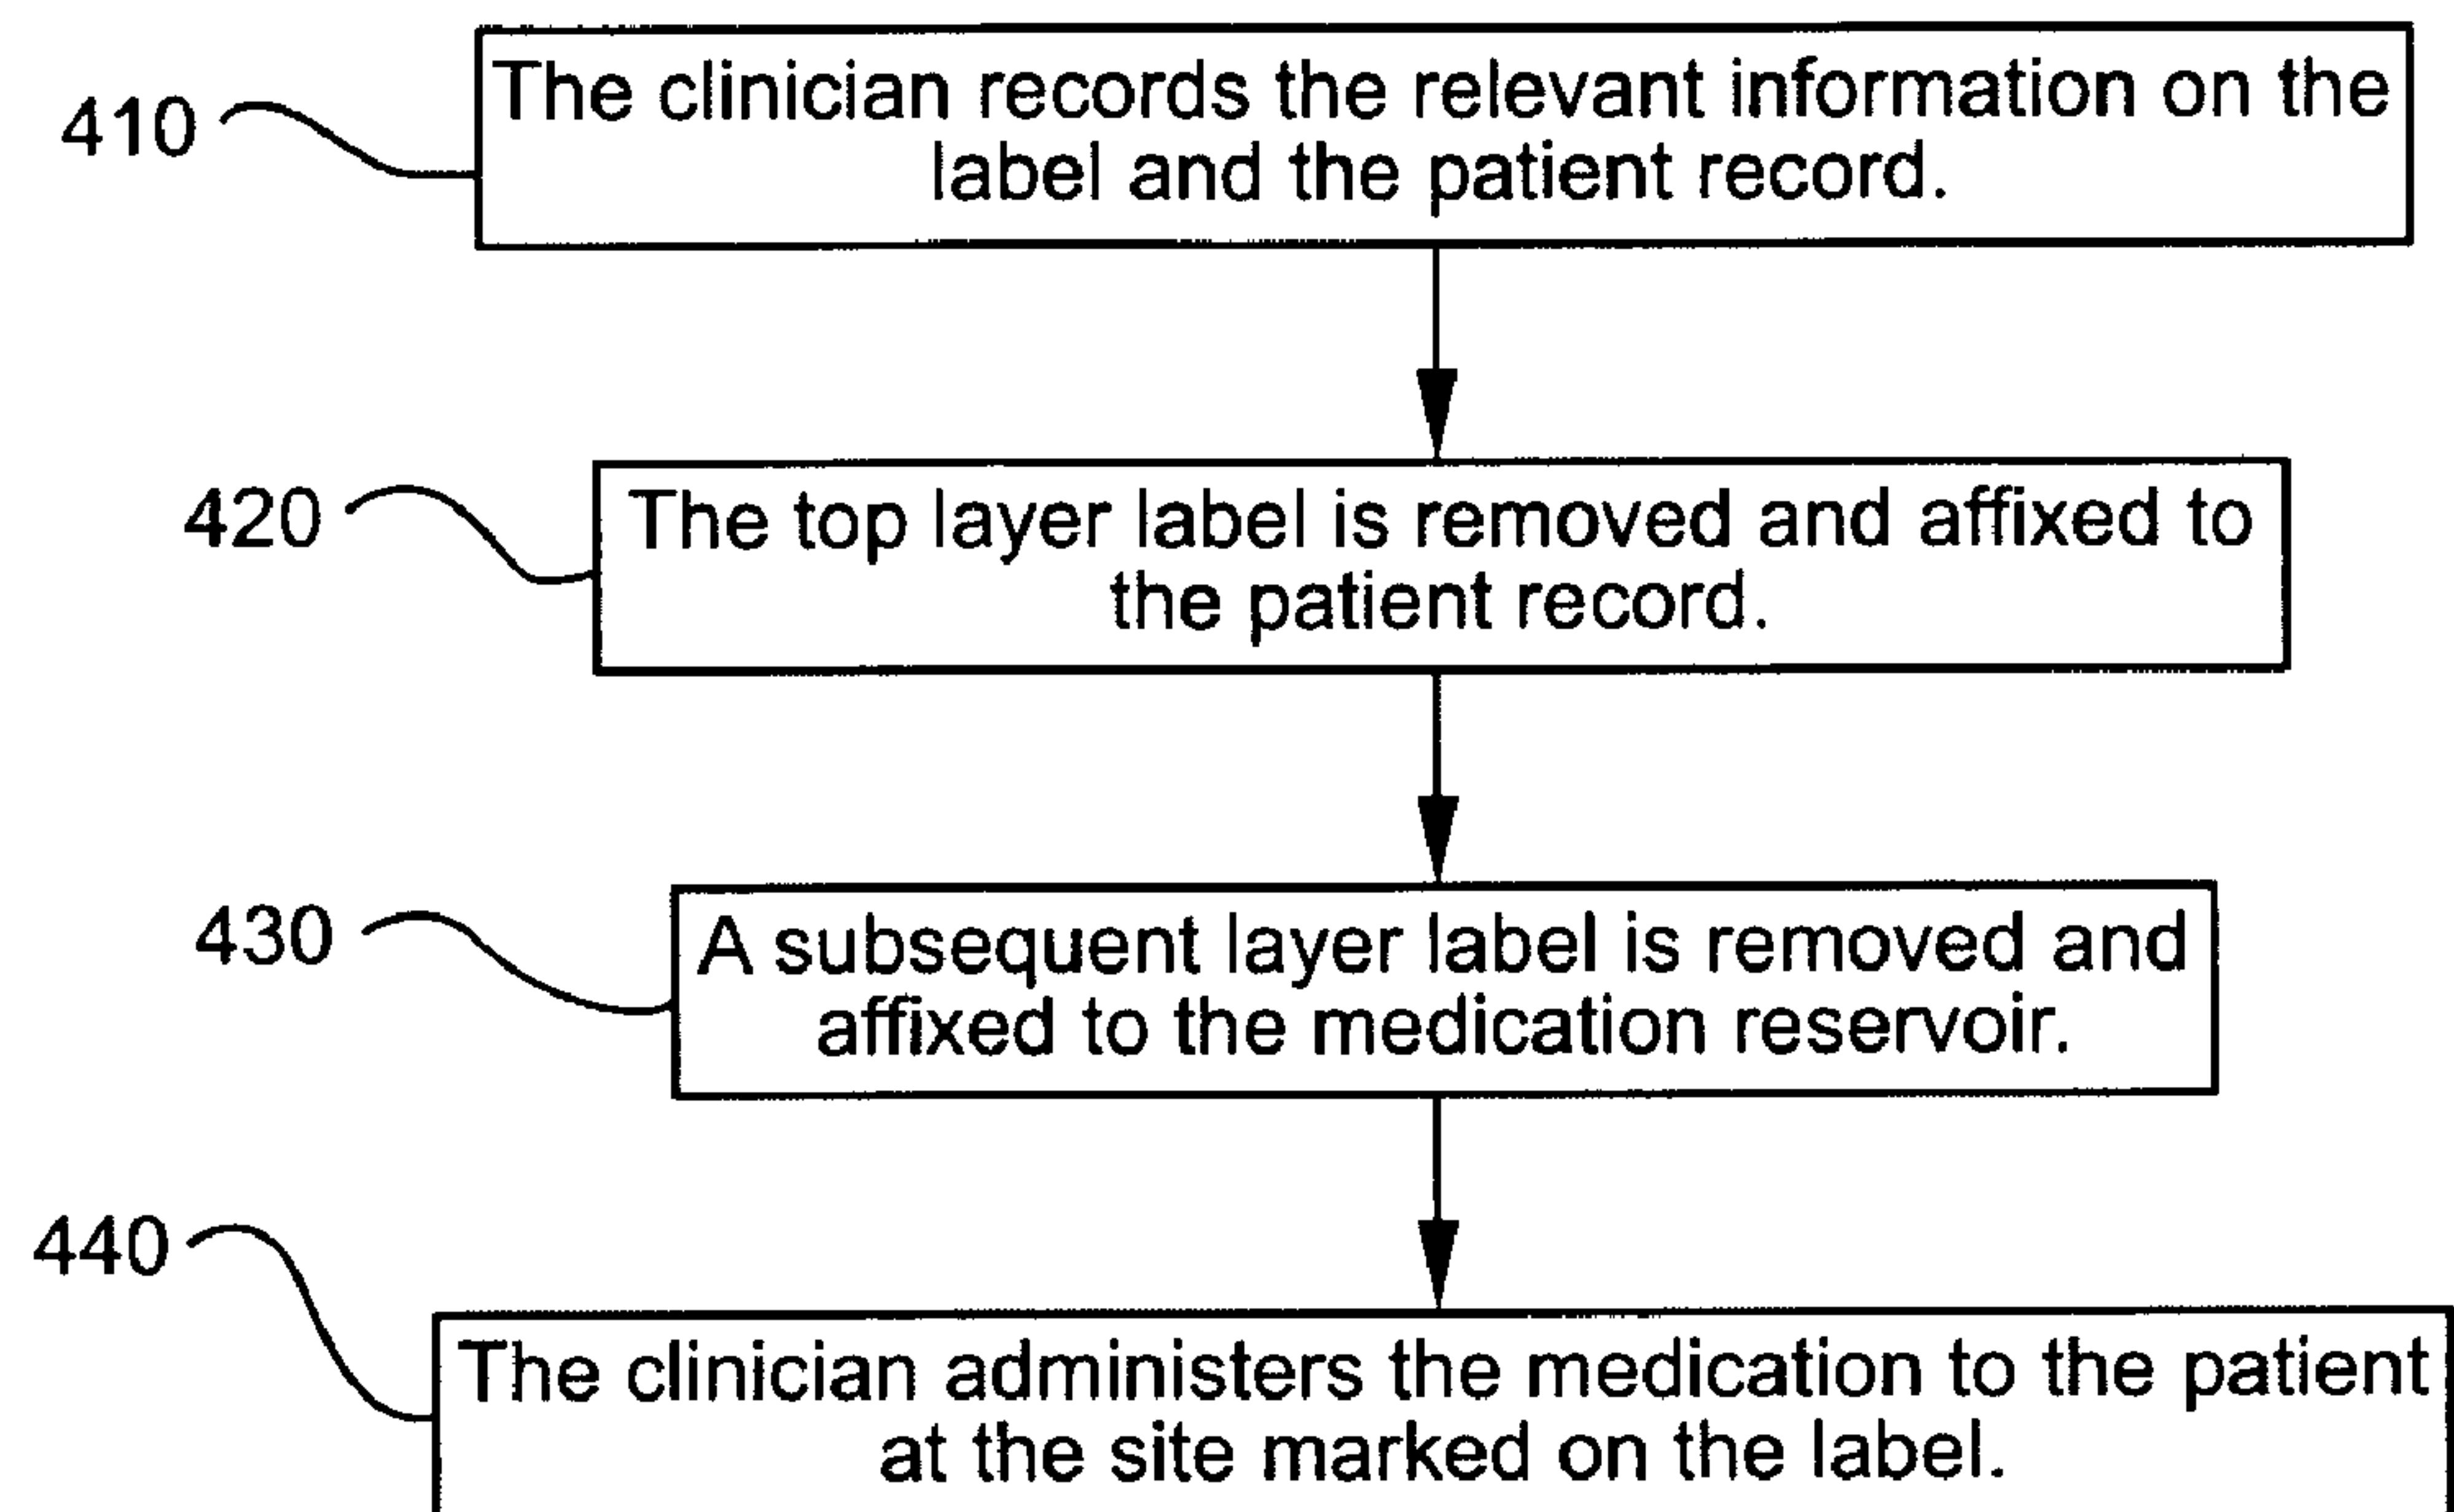 410
The clinician records the relevant information on the
label and the patient record.
420
The top layer label is removed and affixed to
the patient record.
430
A subsequent layer label is removed and
affixed to the medication reservoir.
440
The clinician administers the medication to the patient
at the site marked on the label.